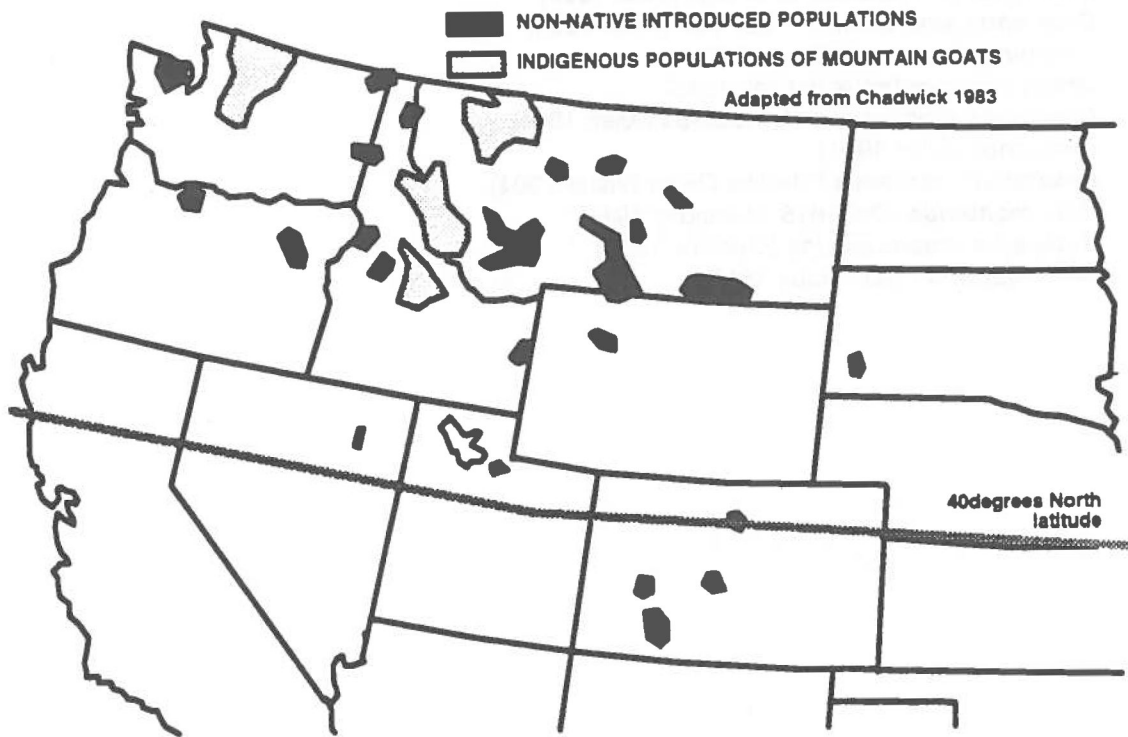 NON-NATIVE INTRODUCED POPULATIONS
INDIGENOUS POPULATIONS OF MOUNTAIN GOATS
Adapted from Chadwick 1983
40degrees North
latitude